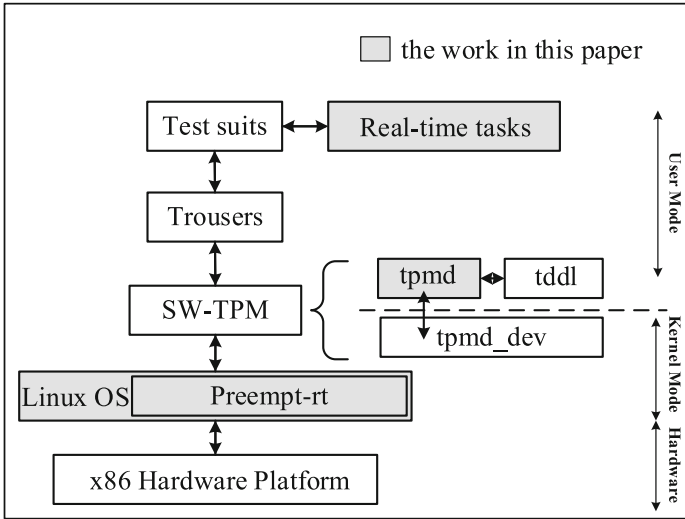 the work in this paper
Test suits
Real-time tasks
Trousers
SW-TPM
tpmd
tddl
tpmd_dev
Linux OS
Preempt-rt
x86 Hardware Platform
User Mode
Kernel Mode
Hardware